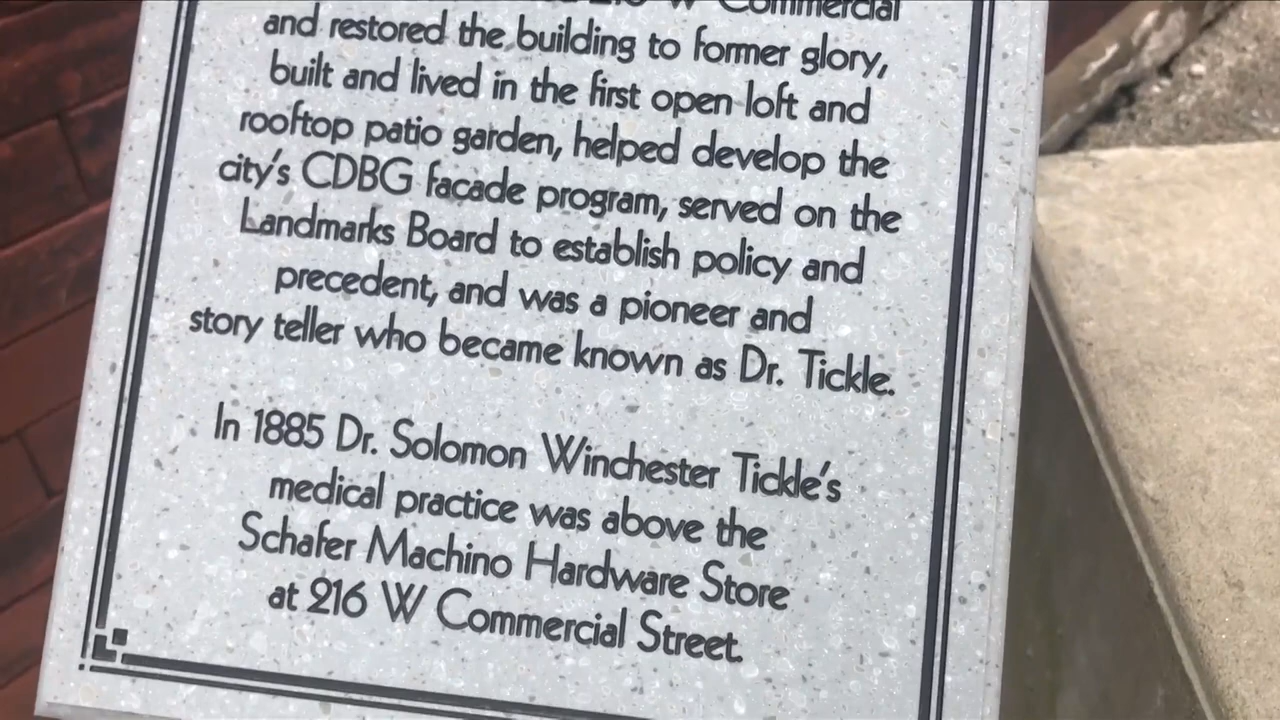 W Commercial
and restored the building to former glory,
built and lived in the first open loft and
rooftop patio garden, helped develop the
city's CDBG facade program, served on the
Landmarks Board to establish policy and
precedent, and was a pioneer and
story teller who became known as Dr. Tickle.
In 1885 Dr. Solomon Winchester Tickle's
medical practice was above the
Schafer Machino Hardware Store
at 216 W Commercial Street.